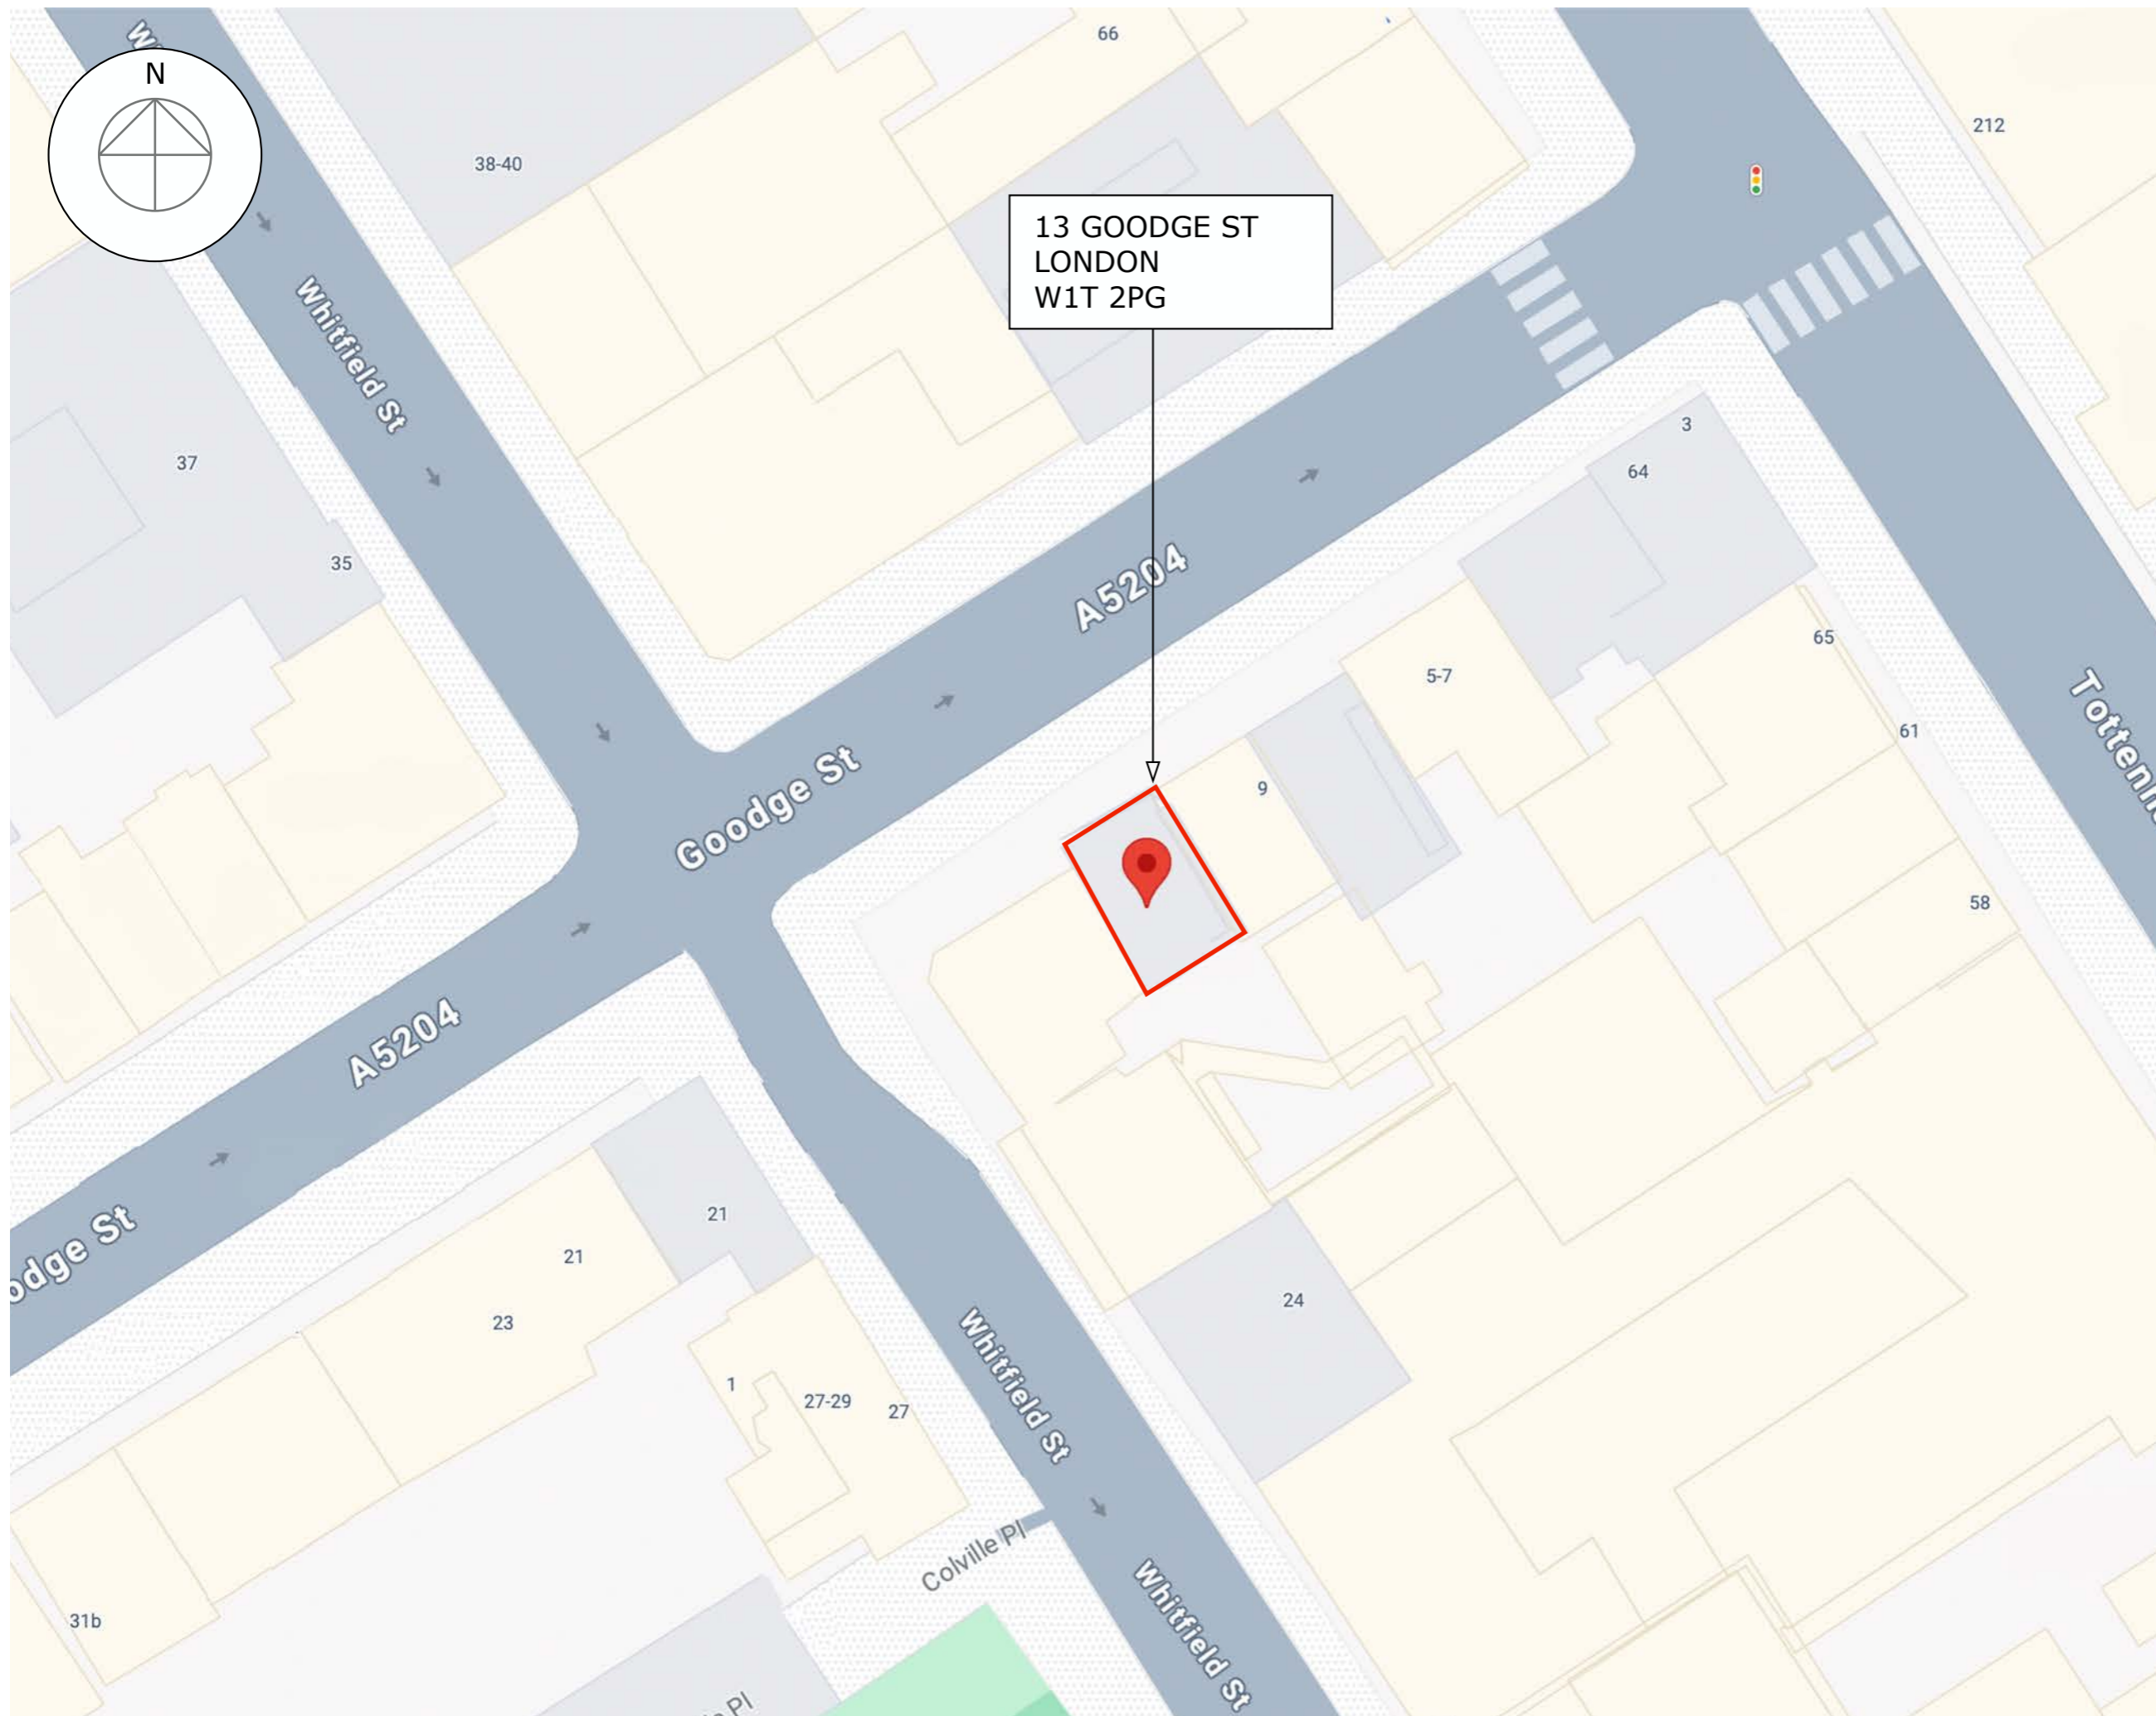 W
N
66
212
38-40
13 GOODGE ST
LONDON
W1T 2PG
Whitfield St
3
37
64
35
A5204
65
5-7
61
Tottenh
9
Goodge St
58
A5204
21
odge St
21
24
23
Whitfield St
1
27-29
27
Colville Pl
Whitfield St
31b
Pl